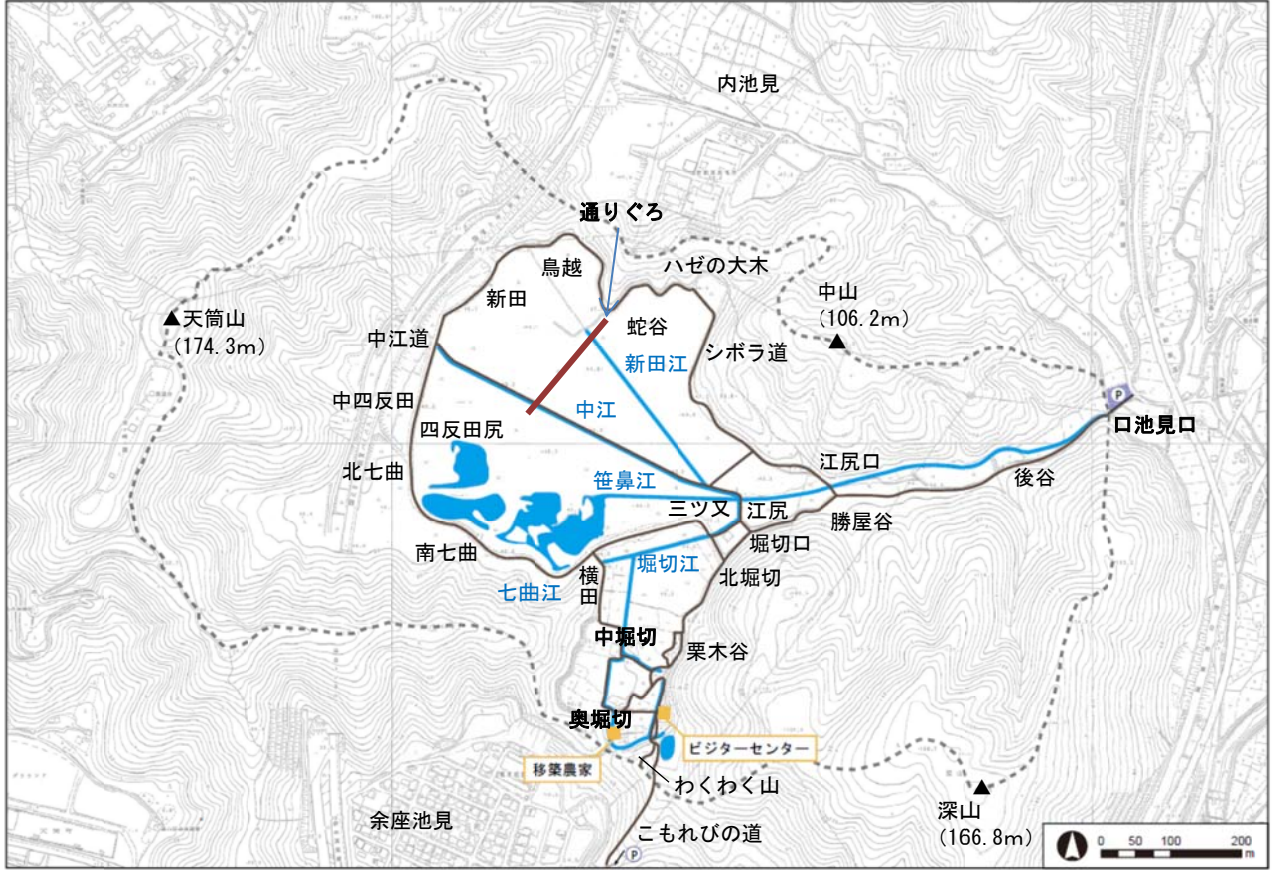 内池見
通りぐろ
鳥越
ハゼの大木
新田
中山
(106.2m)
▲天筒山
(174.3m)
蛇谷
中江道
シボラ道
新田江
中四反田
中江
P
口池見口
四反田尻
江尻口
北七曲
笹鼻江
後谷
三ツ又
江尻
勝屋谷
南七曲
堀切口
堀切江
北堀切
七曲江
横田
中堀切
栗木谷
奥堀切
ビジターセンター
移築農家
わくわく山
深山
(166.8m)
余座池見
こもれびの道
P
0 50 100 200
m